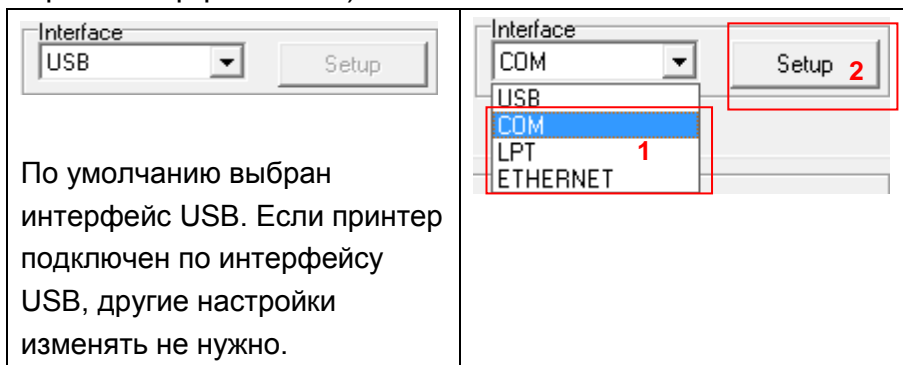 Interface
USB
Setup
По умолчанию выбран
интерфейс USB. Если принтер
подключен по интерфейсу
USB, другие настройки
изменять не нужно.
Interface
COM
Setup 2
USB
COM
LPT 1
ETHERNET